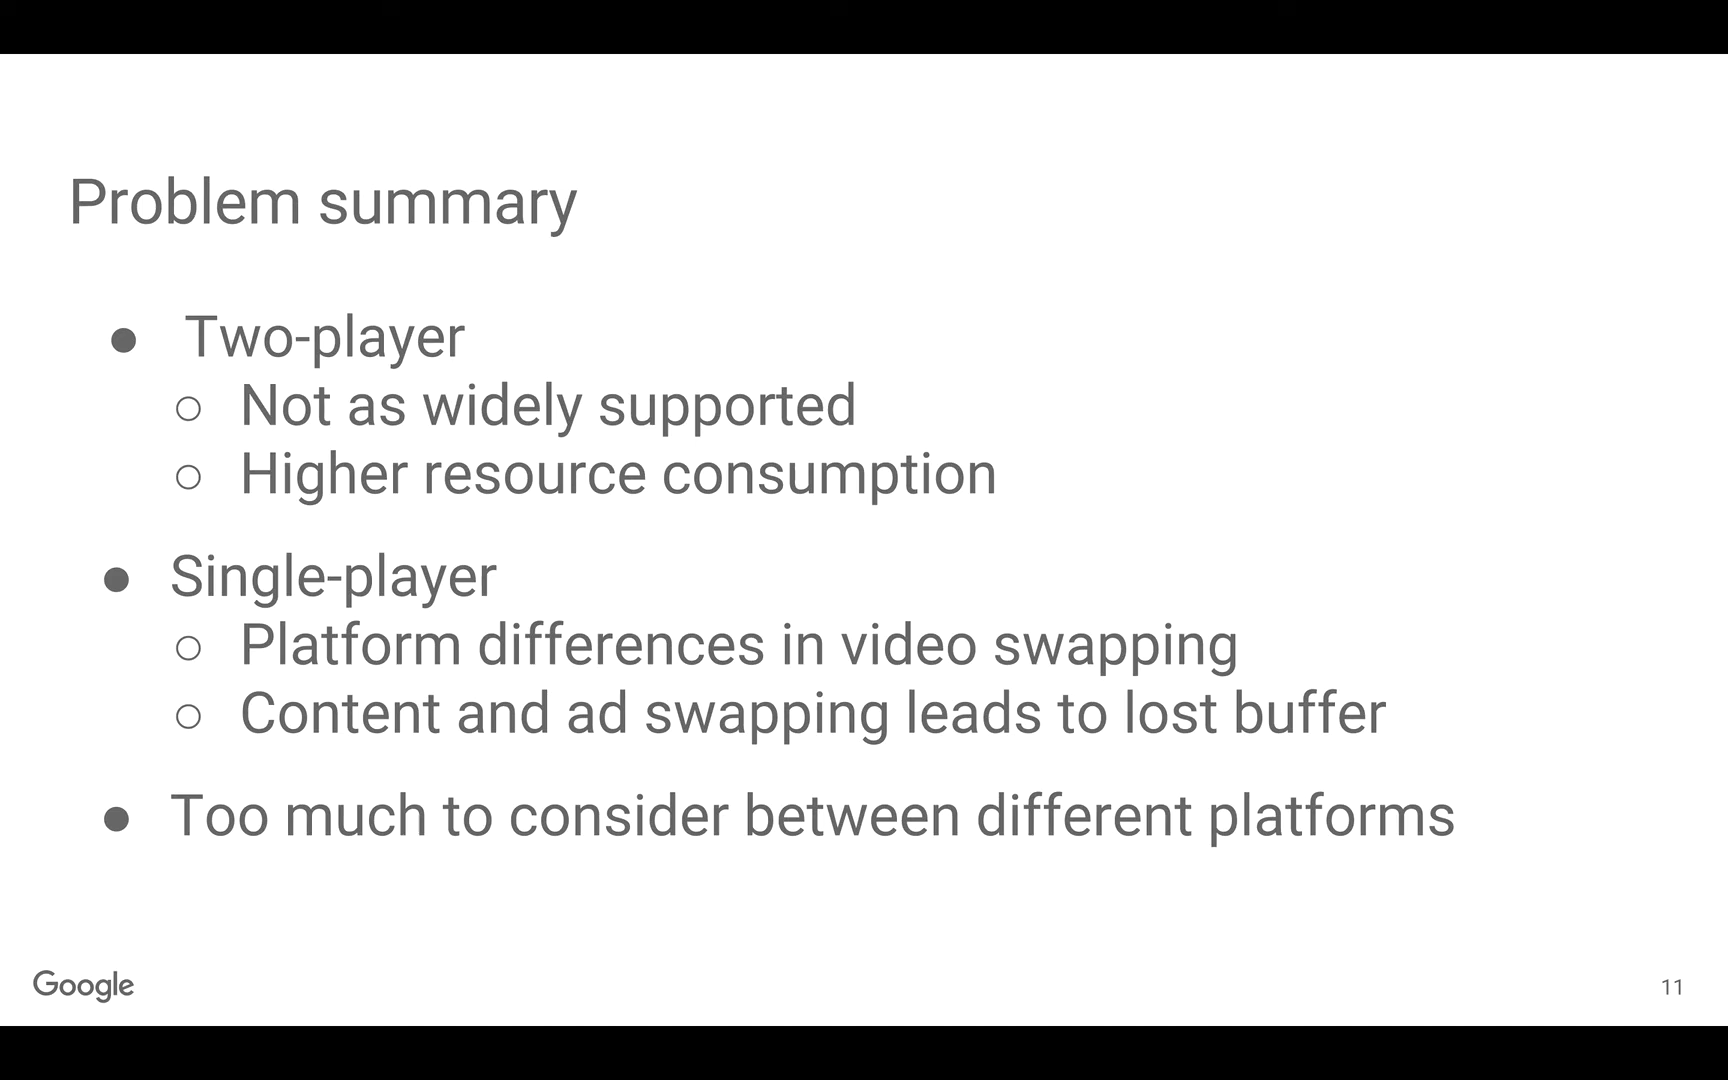 Problem summary
● Two-player
○ Not as widely supported
○ Higher resource consumption
● Single-player
○ Platform differences in video swapping
○ Content and ad swapping leads to lost buffer
● Too much to consider between different platforms
Google
11